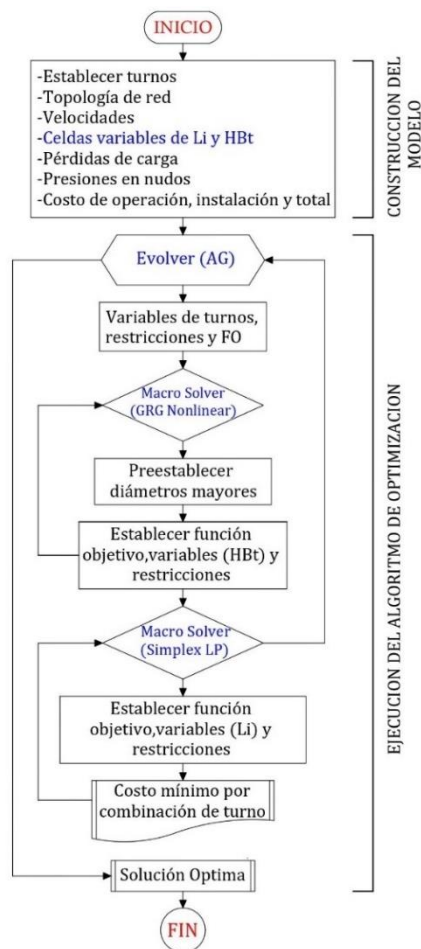 INICIO
-Establecer turnos
-Topología de red
-Velocidades
-Celdas variables de Li y HBt
-Pérdidas de carga
-Presiones en nudos
-Costo de operación, instalación y total
CONSTRUCCION DEL
MODELO
Evolver (AG)
Variables de turnos,
restricciones y FO
Macro Solver
(GRG Nonlinear)
Preestablecer
diámetros mayores
Establecer función
objetivo,variables (HBt) y
restricciones
Macro Solver
(Simplex LP)
Establecer función
objetivo,variables (Li) y
restricciones
Costo mínimo por
combinación de turno
Solución Optima
FIN
EJECUCION DEL ALGORITMO DE OPTIMIZACION